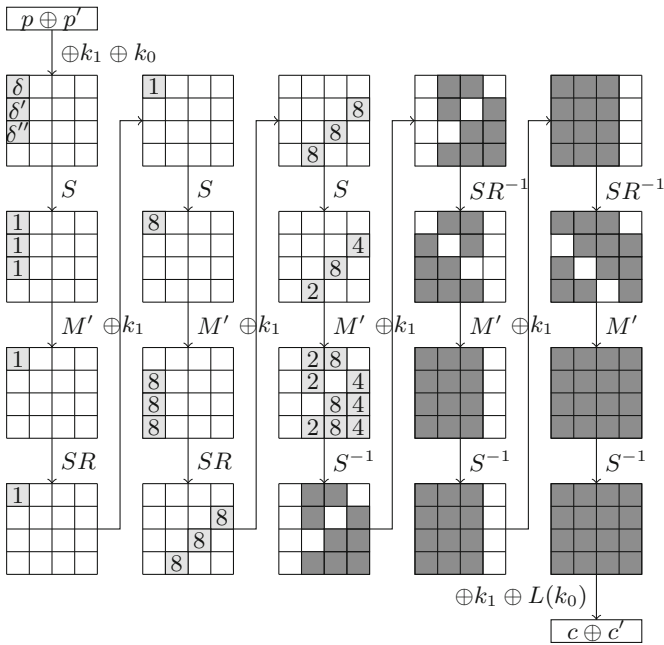 p ⊕ p′
⊕k₁ ⊕ k₀
δ 1
δ′ 8
δ″ 8
8
S S S SR⁻¹ SR⁻¹
1 8
1 4
1 8
2
M′ ⊕k₁ M′ ⊕k₁ M′ ⊕k₁ M′ ⊕k₁ M′
1 2 8
8 2 4
8 8 4
8 2 8 4
SR SR S⁻¹ S⁻¹ S⁻¹
1
8
8
8
⊕k₁ ⊕ L(k₀)
c ⊕ c′